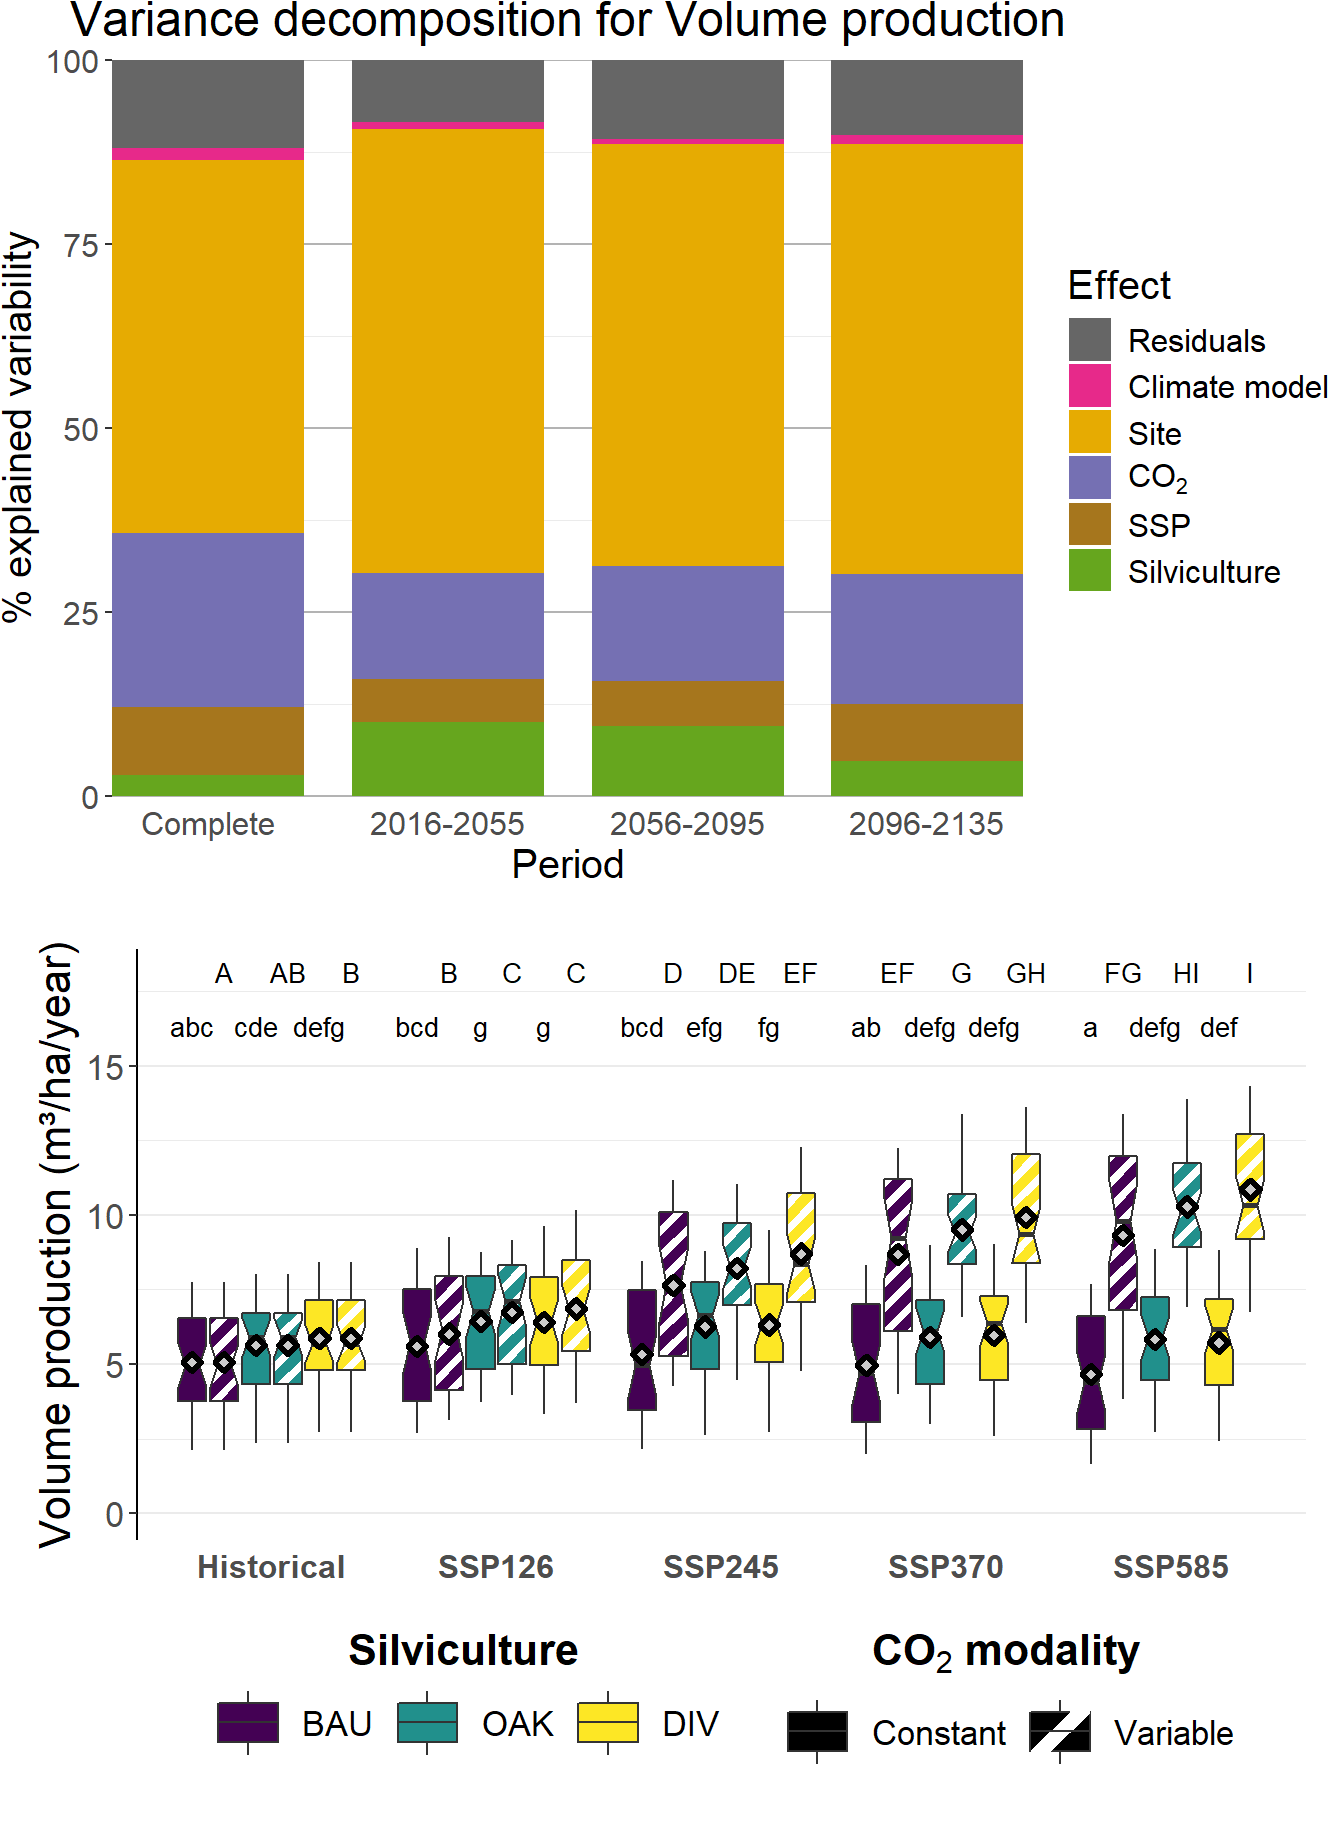 Variance decomposition for Volume production
100
75
50
25
0
% explained variability
Complete 2016-2055 2056-2095 2096-2135
Period
Effect
Residuals
Climate model
Site
CO₂
SSP
Silviculture
A AB B B C C D DE EF EF G GH FG HI I
abc cde defg bcd g g bcd efg fg ab defg defg a defg def
15
10
5
0
Volume production (m³/ha/year)
Historical SSP126 SSP245 SSP370 SSP585
Silviculture
BAU OAK DIV
CO₂ modality
Constant Variable